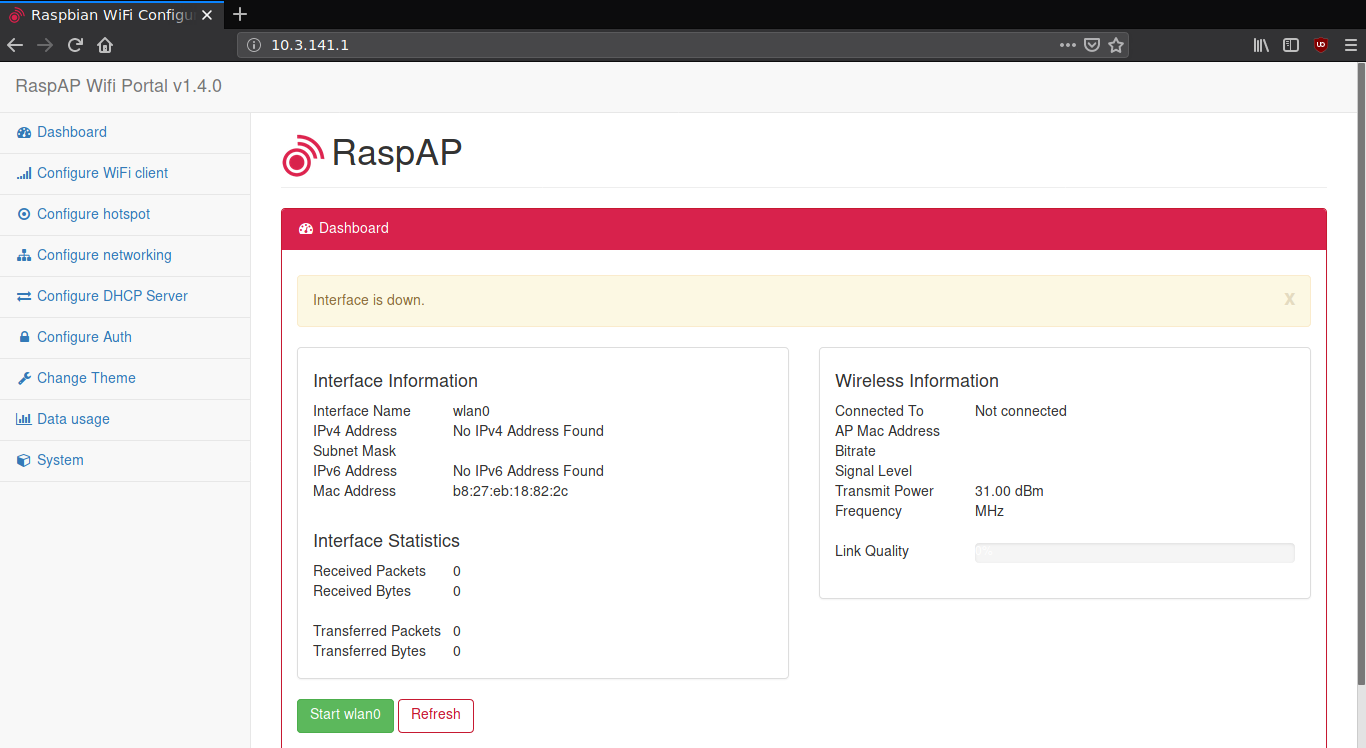 Raspbian WiFi Configu
10.3.141.1
RaspAP Wifi Portal v1.4.0
Dashboard
Configure WiFi client
Configure hotspot
Configure networking
Configure DHCP Server
Configure Auth
Change Theme
Data usage
System
RaspAP
Dashboard
Interface is down.
x
Interface Information
Interface Name wlan0
IPv4 Address No IPv4 Address Found
Subnet Mask
IPv6 Address No IPv6 Address Found
Mac Address b8:27:eb:18:82:2c
Interface Statistics
Received Packets 0
Received Bytes 0
Transferred Packets 0
Transferred Bytes 0
Wireless Information
Connected To Not connected
AP Mac Address
Bitrate
Signal Level
Transmit Power 31.00 dBm
Frequency MHz
Link Quality
Start wlan0 Refresh